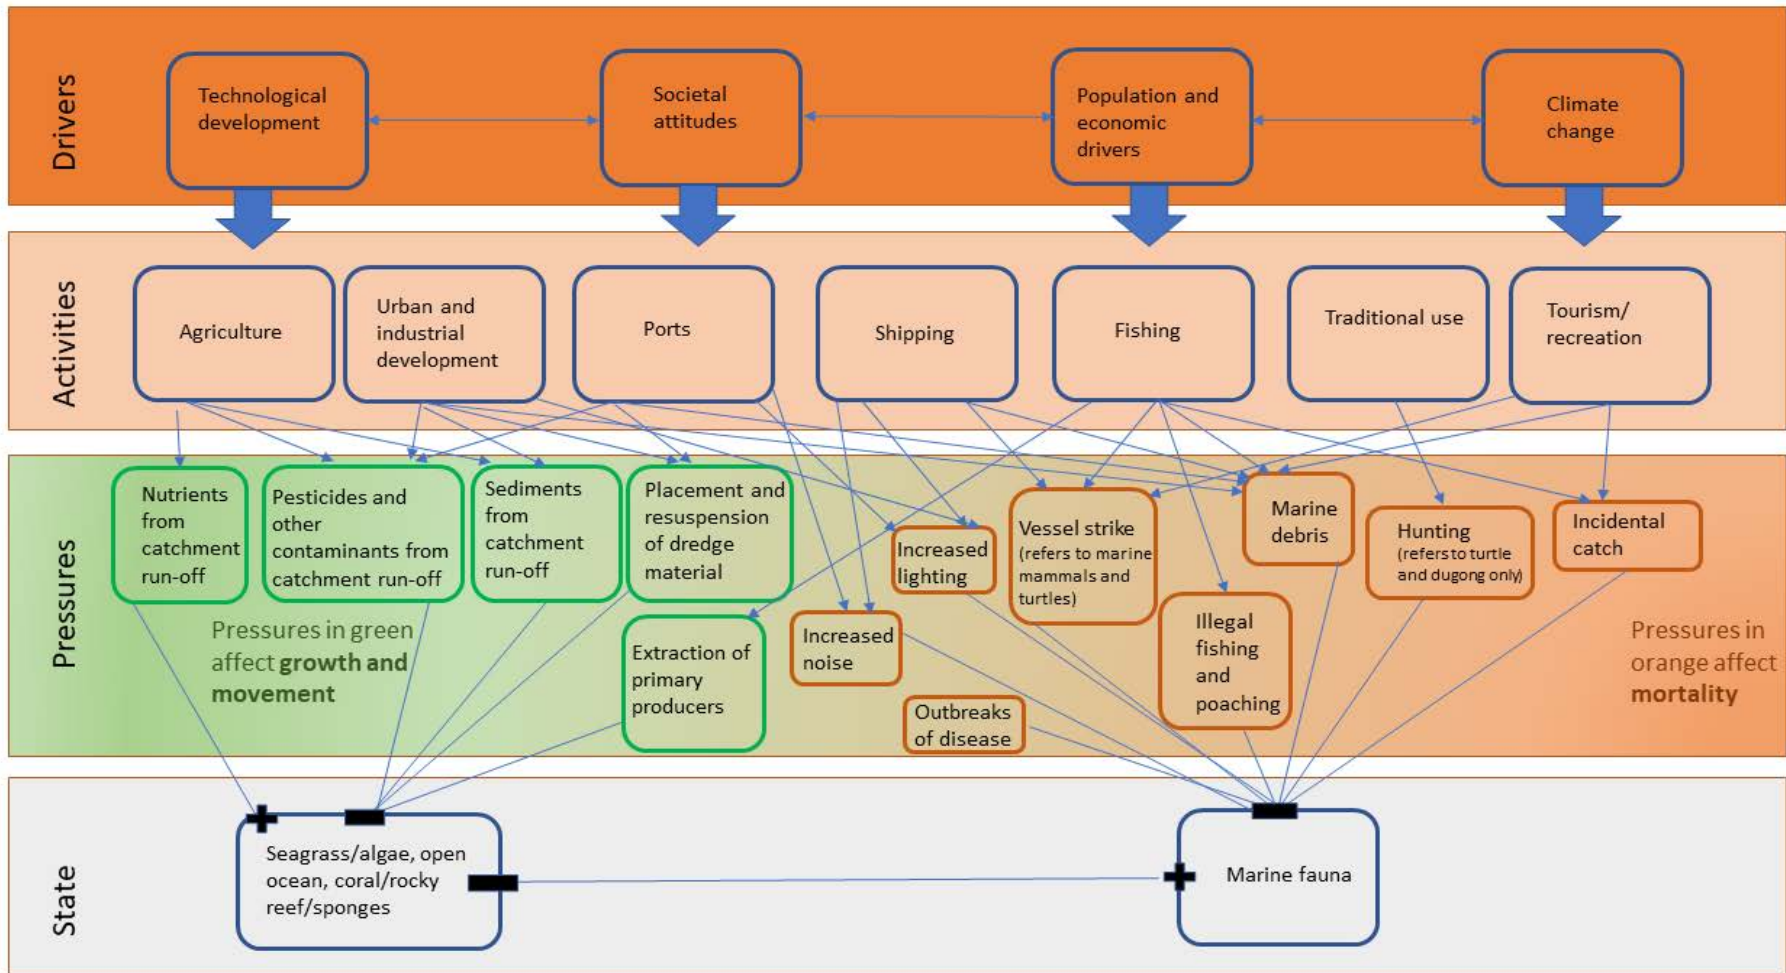 Drivers
Technological
development
Societal
attitudes
Population and
economic
drivers
Climate
change
Activities
Agriculture
Urban and
industrial
development
Ports
Shipping
Fishing
Traditional use
Tourism/
recreation
Pressures
Nutrients
from
catchment
run-off
Pesticides and
other
contaminants from
catchment run-off
Sediments
from
catchment
run-off
Placement and
resuspension
of dredge
material
Increased
lighting
Vessel strike
(refers to marine
mammals and
turtles)
Marine
debris
Hunting
(refers to turtle
and dugong only)
Incidental
catch
Pressures in green
affect growth and
movement
Extraction of
primary
producers
Increased
noise
Outbreaks
of disease
Illegal
fishing
and
poaching
Pressures in
orange affect
mortality
State
Seagrass/algae, open
ocean, coral/rocky
reef/sponges
Marine fauna